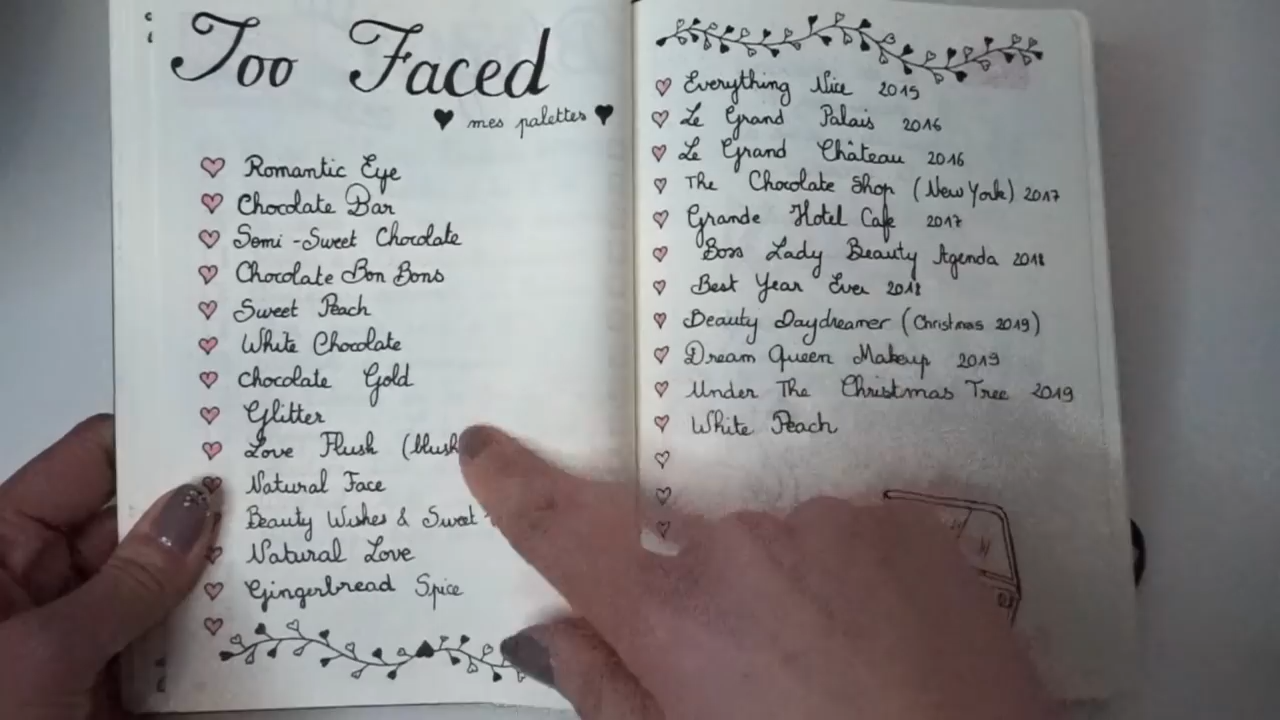 Too Faced
mes palettes
Romantic Eye
Chocolate Bar
Semi-Sweet Chocolate
Chocolate Bon Bons
Sweet Peach
White Chocolate
Chocolate Gold
Glitter
Love Flush (blush
Natural Face
Beauty Wishes & Sweet
Natural Love
Gingerbread Spice
Everything Nice 2015
Le Grand Palais 2016
Le Grand Château 2016
The Chocolate Shop (New York) 2017
Grande Hotel Cafe 2017
Boss Lady Beauty Agenda 2018
Best Year Ever 2018
Beauty Daydreamer (Christmas 2019)
Dream Queen Makeup 2019
Under The Christmas Tree 2019
White Peach